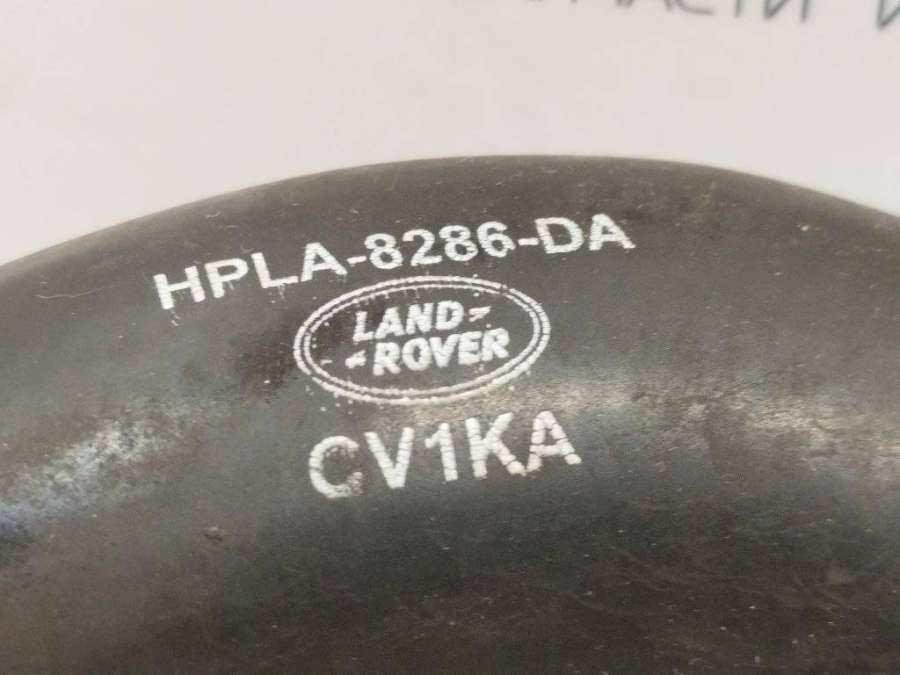 HPLA-8286-DA
LAND
ROVER
CV1KA